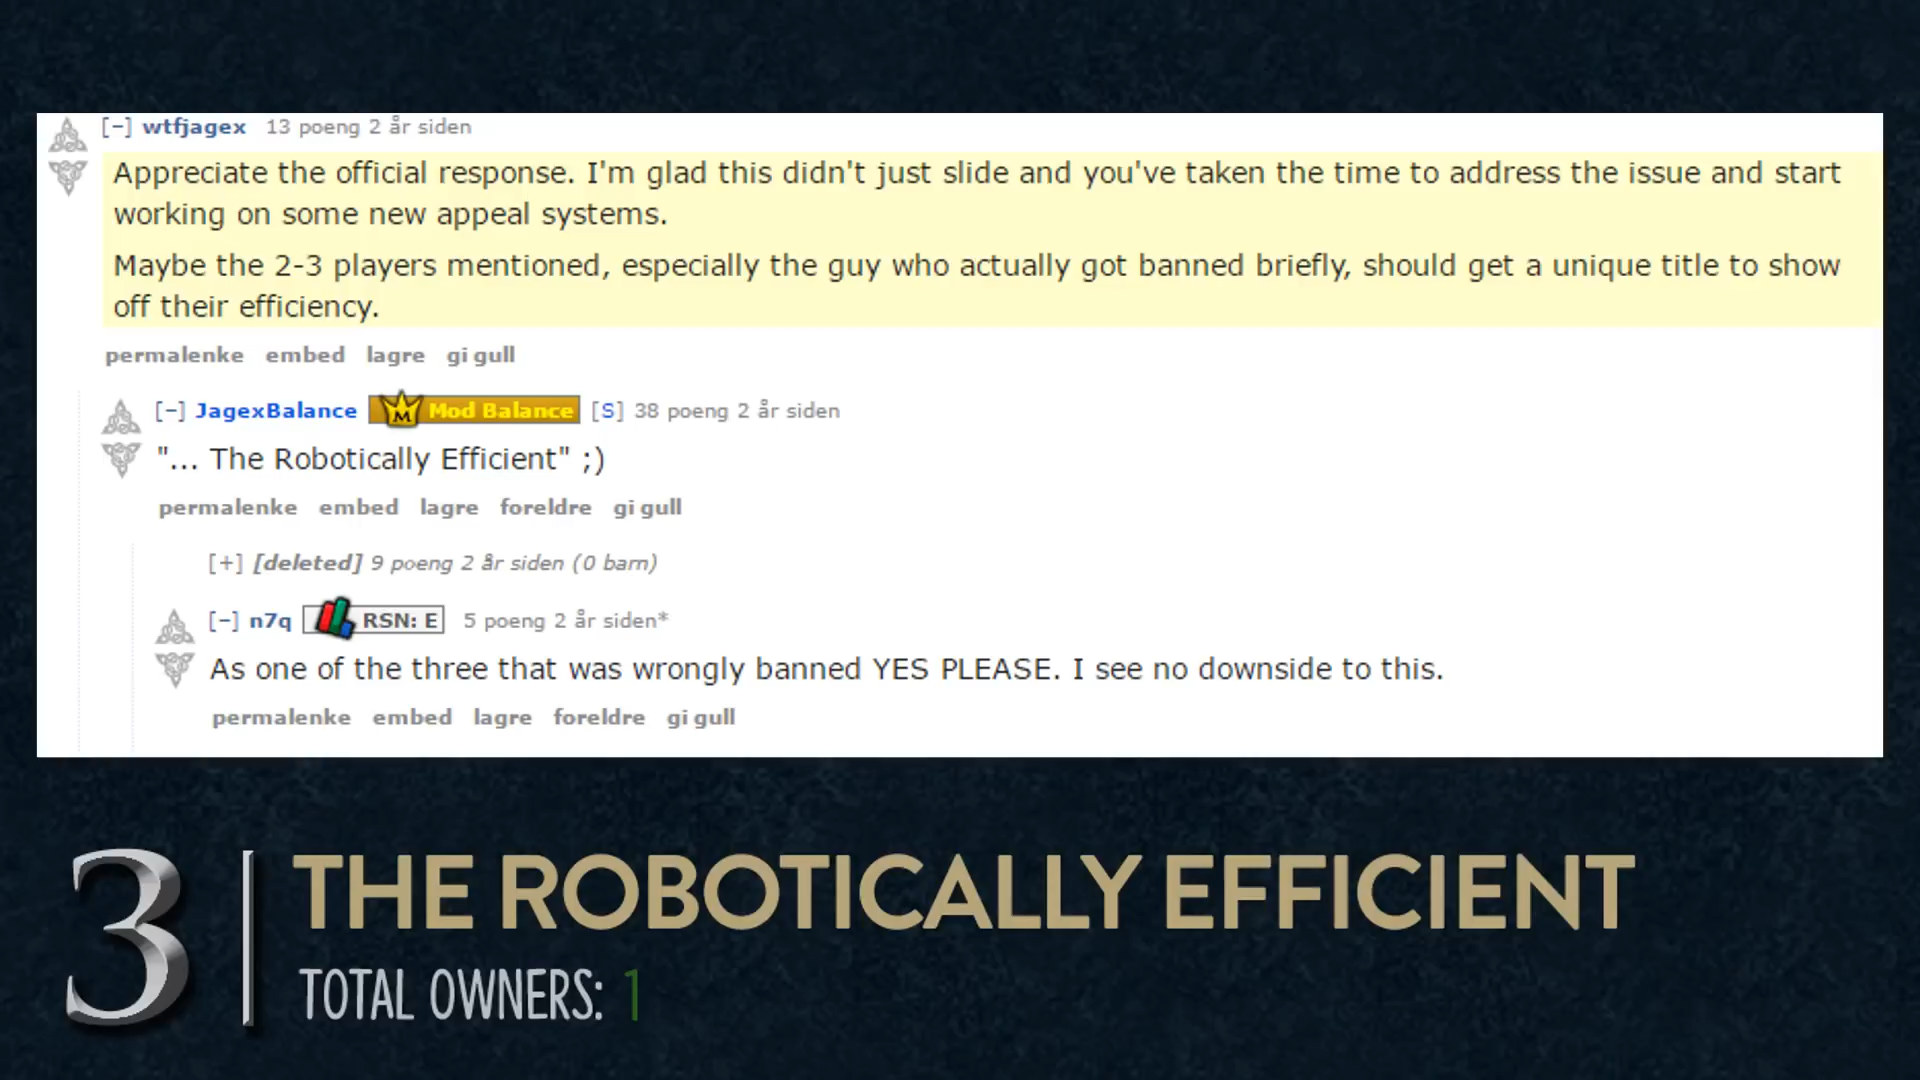 [−] wtfjagex 13 poeng 2 år siden
Appreciate the official response. I'm glad this didn't just slide and you've taken the time to address the issue and start
working on some new appeal systems.
Maybe the 2-3 players mentioned, especially the guy who actually got banned briefly, should get a unique title to show
off their efficiency.
permalenke embed lagre gi gull
[−] JagexBalance M Mod Balance [S] 38 poeng 2 år siden
"... The Robotically Efficient" ;)
permalenke embed lagre foreldre gi gull
[+] [deleted] 9 poeng 2 år siden (0 barn)
[−] n7q RSN: E 5 poeng 2 år siden*
As one of the three that was wrongly banned YES PLEASE. I see no downside to this.
permalenke embed lagre foreldre gi gull
3 THE ROBOTICALLY EFFICIENT
TOTAL OWNERS: 1